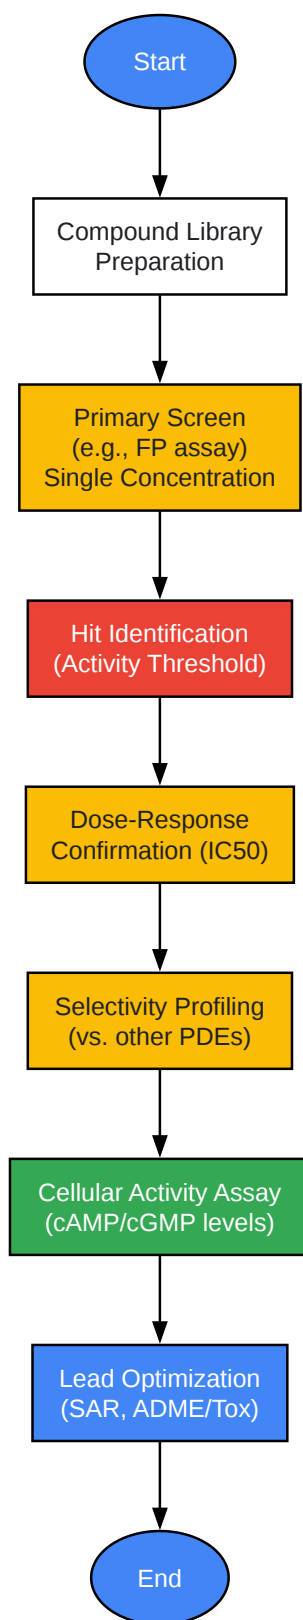 Start
Compound Library
Preparation
Primary Screen
(e.g., FP assay)
Single Concentration
Hit Identification
(Activity Threshold)
Dose-Response
Confirmation (IC50)
Selectivity Profiling
(vs. other PDEs)
Cellular Activity Assay
(cAMP/cGMP levels)
Lead Optimization
(SAR, ADME/Tox)
End